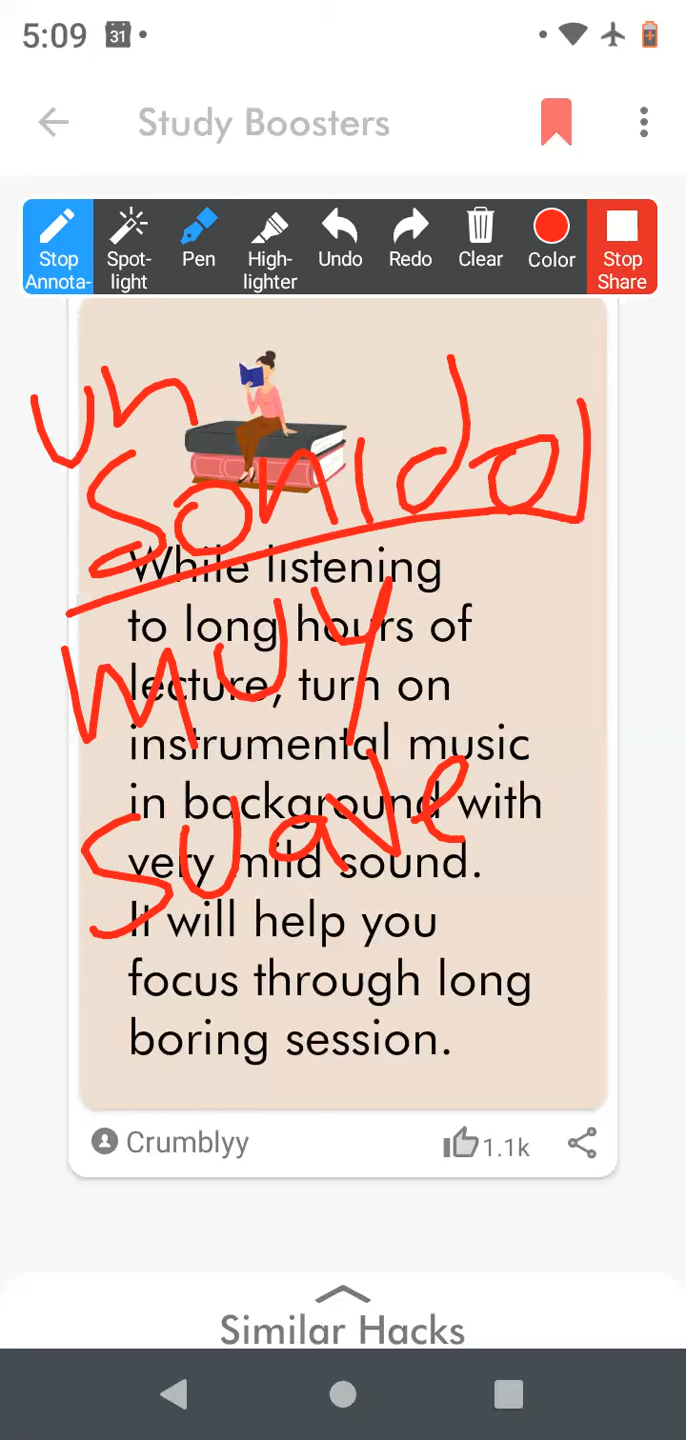 5:09 31
Study Boosters
Stop Annota- Spot-light Pen High-lighter Undo Redo Clear Color Stop Share
un
sonido
While listening
to long hours of
muy
lecture, turn on
instrumental music
in background with
suave
very mild sound.
It will help you
focus through long
boring session.
Crumblyy 1.1k
Similar Hacks